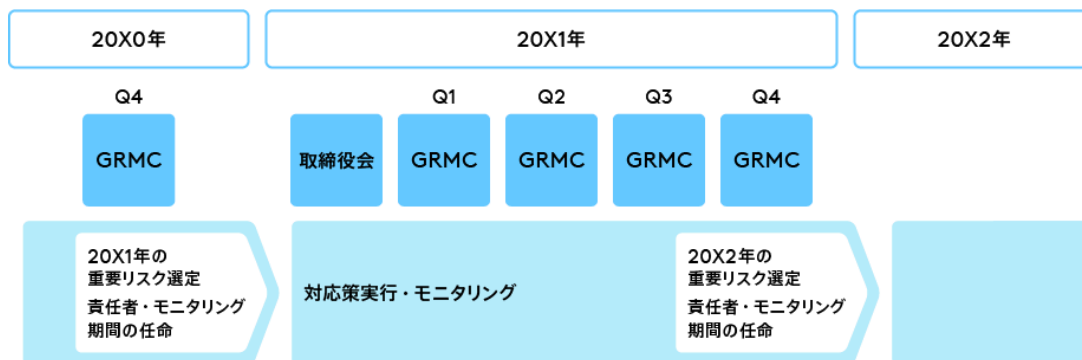 20X0年
20X1年
20X2年
Q4
Q1
Q2
Q3
Q4
GRMC
取締役会
GRMC
GRMC
GRMC
GRMC
20X1年の
重要リスク選定
責任者・モニタリング
期間の任命
対応策実行・モニタリング
20X2年の
重要リスク選定
責任者・モニタリング
期間の任命